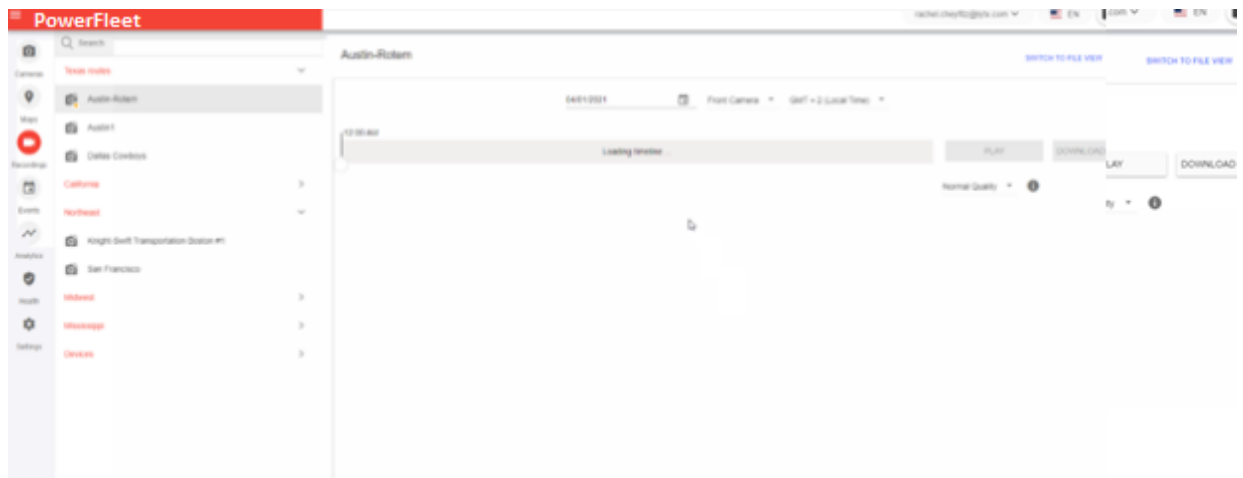 PowerFleet
EN
com
EN
Search
Cameras
Texas routes
Austin-Rotem
SWITCH TO FILE VIEW
SWITCH TO FILE VIEW
Austin-Rotem
04/01/2021
Front Camera
GMT + 2 (Local Time)
Maps
Austin1
12:00 AM
Loading timeline ...
PLAY
DOWNLOAD
Recordings
Dallas Cowboys
LAY
DOWNLOAD
California
Normal Quality
Events
Northeast
Analytics
Knight-Swift Transportation Boston #1
San Francisco
Health
Midwest
Mississippi
Settings
Devices